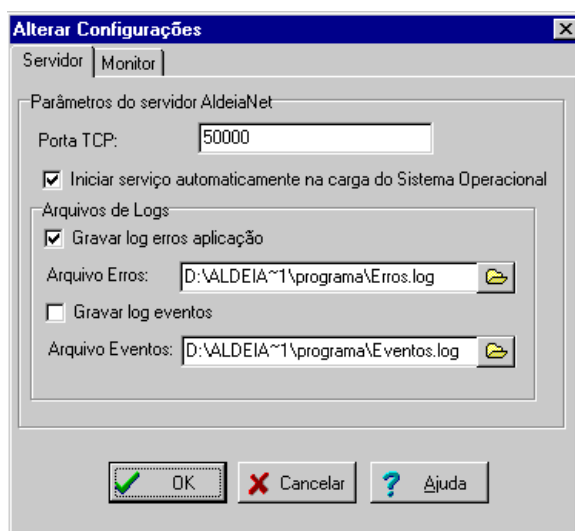 Alterar Configurações
Servidor Monitor
Parâmetros do servidor AldeiaNet
Porta TCP: 50000
Iniciar serviço automaticamente na carga do Sistema Operacional
Arquivos de Logs
Gravar log erros aplicação
Arquivo Erros: D:\ALDEIA~1\programa\Erros.log
Gravar log eventos
Arquivo Eventos: D:\ALDEIA~1\programa\Eventos.log
OK Cancelar ? Ajuda